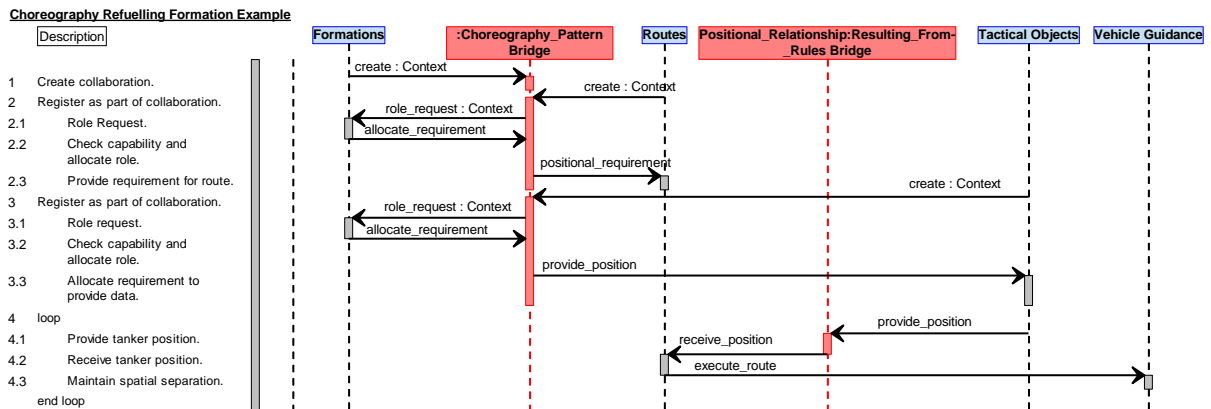 Choreography Refuelling Formation Example
Description
Formations
:Choreography_Pattern
Bridge
Routes
Positional_Relationship:Resulting_From-
_Rules Bridge
Tactical Objects
Vehicle Guidance
1 Create collaboration.
create : Context
2 Register as part of collaboration.
create : Context
2.1 Role Request.
role_request : Context
2.2 Check capability and
allocate role.
allocate_requirement
2.3 Provide requirement for route.
positional_requirement
3 Register as part of collaboration.
create : Context
3.1 Role request.
role_request : Context
3.2 Check capability and
allocate role.
allocate_requirement
3.3 Allocate requirement to
provide data.
provide_position
4 loop
4.1 Provide tanker position.
provide_position
4.2 Receive tanker position.
receive_position
4.3 Maintain spatial separation.
execute_route
end loop